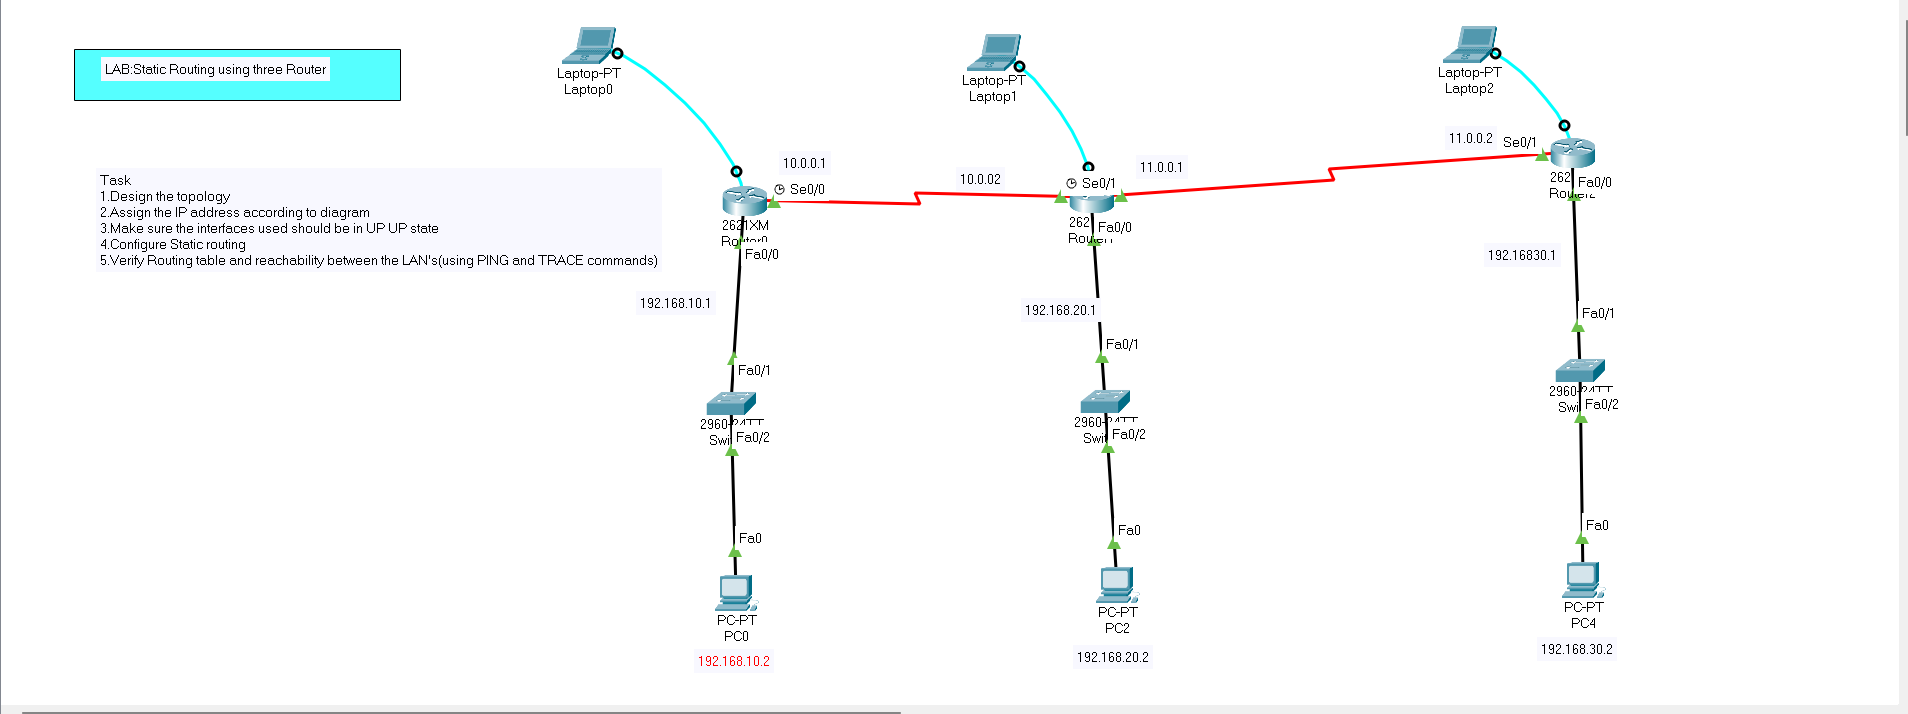 LAB:Static Routing using three Router
Task
1.Design the topology
2.Assign the IP address according to diagram
3.Make sure the interfaces used should be in UP UP state
4.Configure Static routing
5.Verify Routing table and reachability between the LAN's(using PING and TRACE commands)
Laptop-PT
Laptop0
Laptop-PT
Laptop1
Laptop-PT
Laptop2
10.0.0.1
Se0/0
10.0.02
Se0/1
11.0.0.1
11.0.0.2
Se0/1
2621XM
Router0
Fa0/0
262
Fa0/0
262
Fa0/0
Router2
192.168.10.1
192.168.20.1
192.16830.1
Fa0/1
Fa0/1
Fa0/1
2960-24TT
Swi
Fa0/2
2960-24TT
Swi
Fa0/2
2960-24TT
Swi
Fa0/2
Fa0
Fa0
Fa0
PC-PT
PC0
192.168.10.2
PC-PT
PC2
192.168.20.2
PC-PT
PC4
192.168.30.2